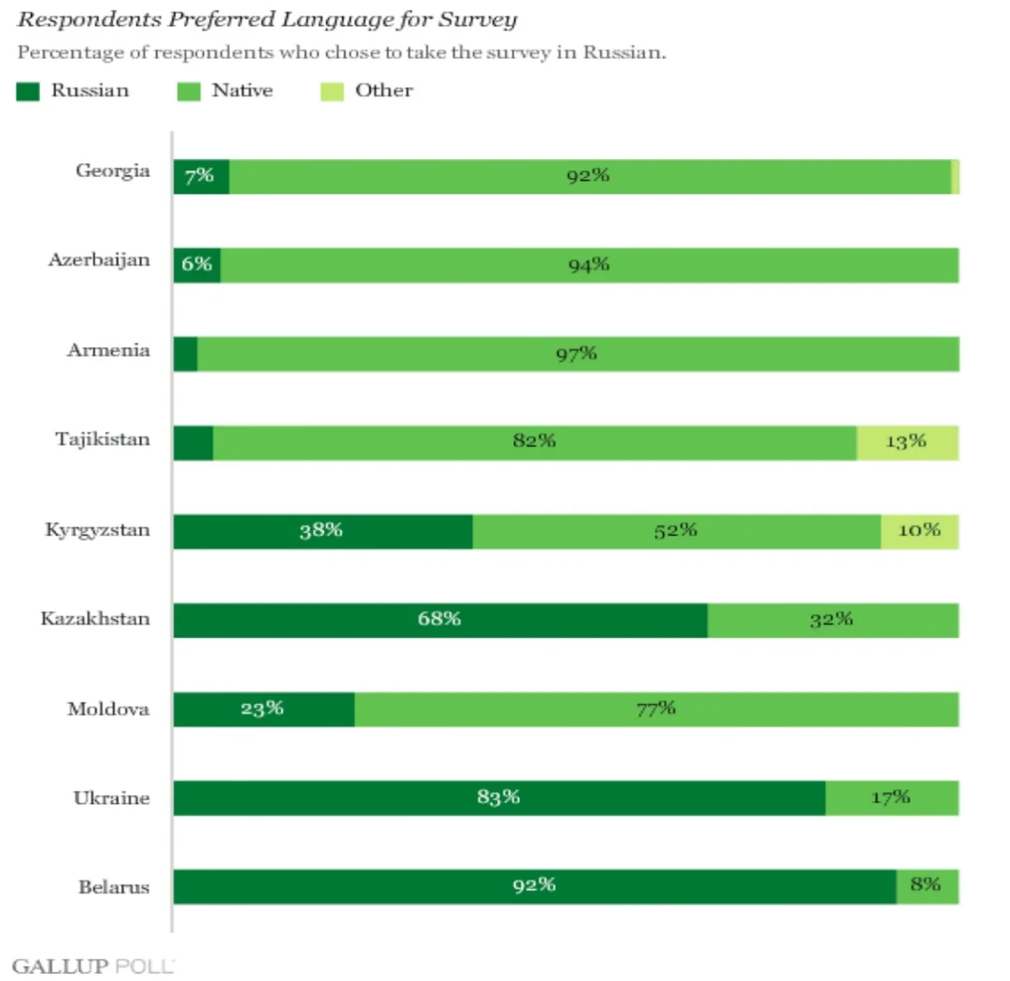 Respondents Preferred Language for Survey
Percentage of respondents who chose to take the survey in Russian.
Russian Native Other
Georgia 7% 92%
Azerbaijan 6% 94%
Armenia 97%
Tajikistan 82% 13%
Kyrgyzstan 38% 52% 10%
Kazakhstan 68% 32%
Moldova 23% 77%
Ukraine 83% 17%
Belarus 92% 8%
GALLUP POLL